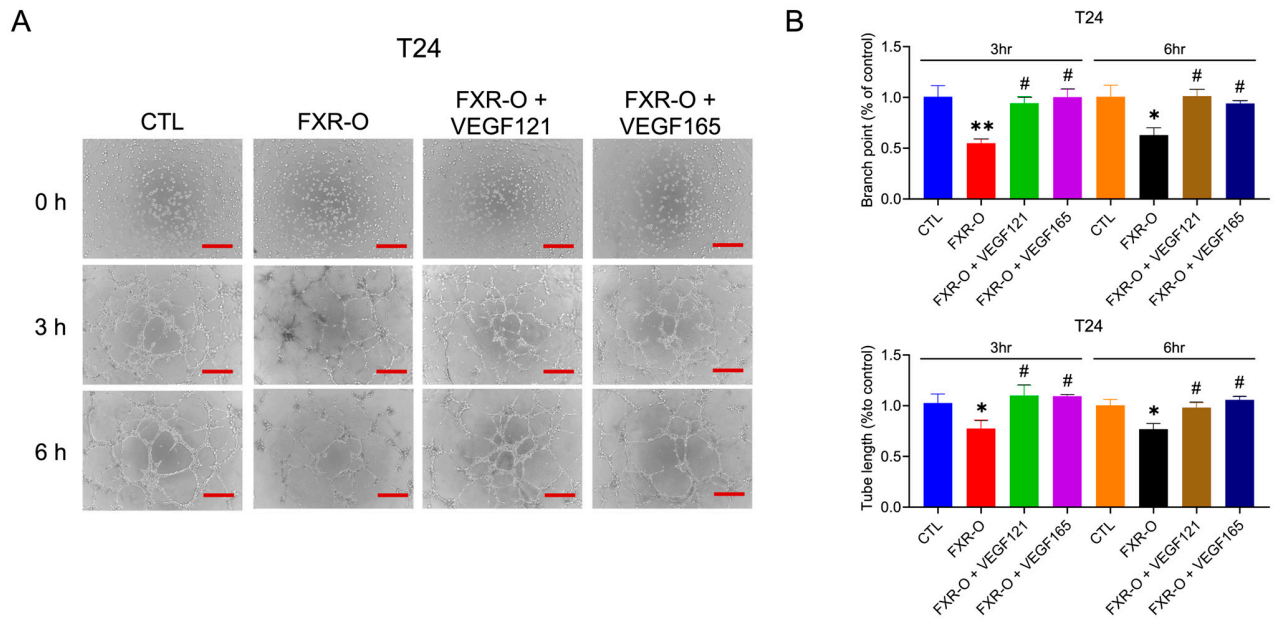 A
T24
CTL
FXR-O
FXR-O +
VEGF121
FXR-O +
VEGF165
0 h
3 h
6 h
B
T24
3hr
6hr
Branch point (% of control)
1.5
1.0
0.5
0.0
**
#
#
*
#
#
CTL
FXR-O
FXR-O + VEGF121
FXR-O + VEGF165
CTL
FXR-O
FXR-O + VEGF121
FXR-O + VEGF165
T24
3hr
6hr
Tube length (%to control)
1.5
1.0
0.5
0.0
*
#
#
*
#
#
CTL
FXR-O
FXR-O + VEGF121
FXR-O + VEGF165
CTL
FXR-O
FXR-O + VEGF121
FXR-O + VEGF165